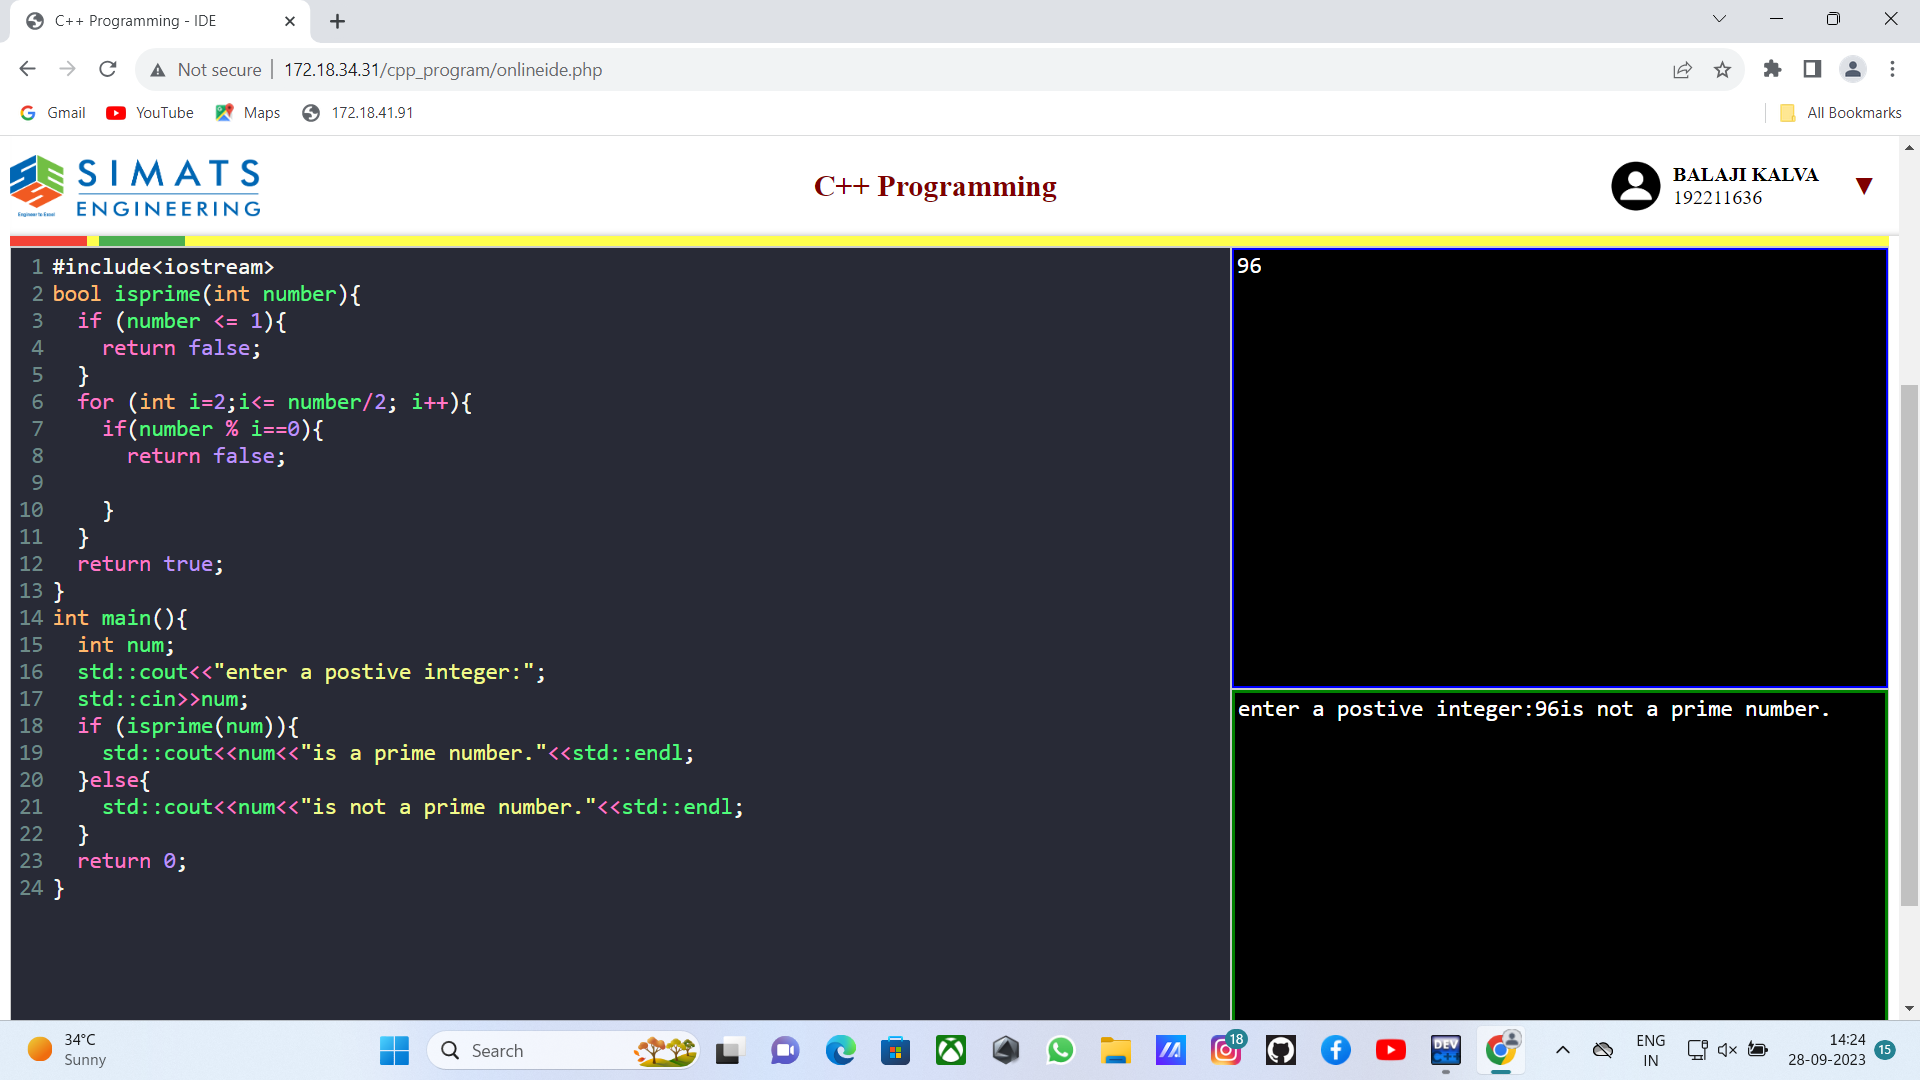 C++ Programming - IDE
Not secure
172.18.34.31/cpp_program/onlineide.php
Gmail
YouTube
Maps
172.18.41.91
All Bookmarks
SIMATS
ENGINEERING
Engineer to Excel
C++ Programming
BALAJI KALVA
192211636
1 #include<iostream>
2 bool isprime(int number){
3   if (number <= 1){
4     return false;
5   }
6   for (int i=2;i<= number/2; i++){
7     if(number % i==0){
8       return false;
9
10     }
11   }
12   return true;
13 }
14 int main(){
15   int num;
16   std::cout<<"enter a postive integer:";
17   std::cin>>num;
18   if (isprime(num)){
19     std::cout<<num<<"is a prime number."<<std::endl;
20   }else{
21     std::cout<<num<<"is not a prime number."<<std::endl;
22   }
23   return 0;
24 }
96
enter a postive integer:96is not a prime number.
34°C
Sunny
Search
18
DEV
C++
ENG
IN
14:24
28-09-2023
15